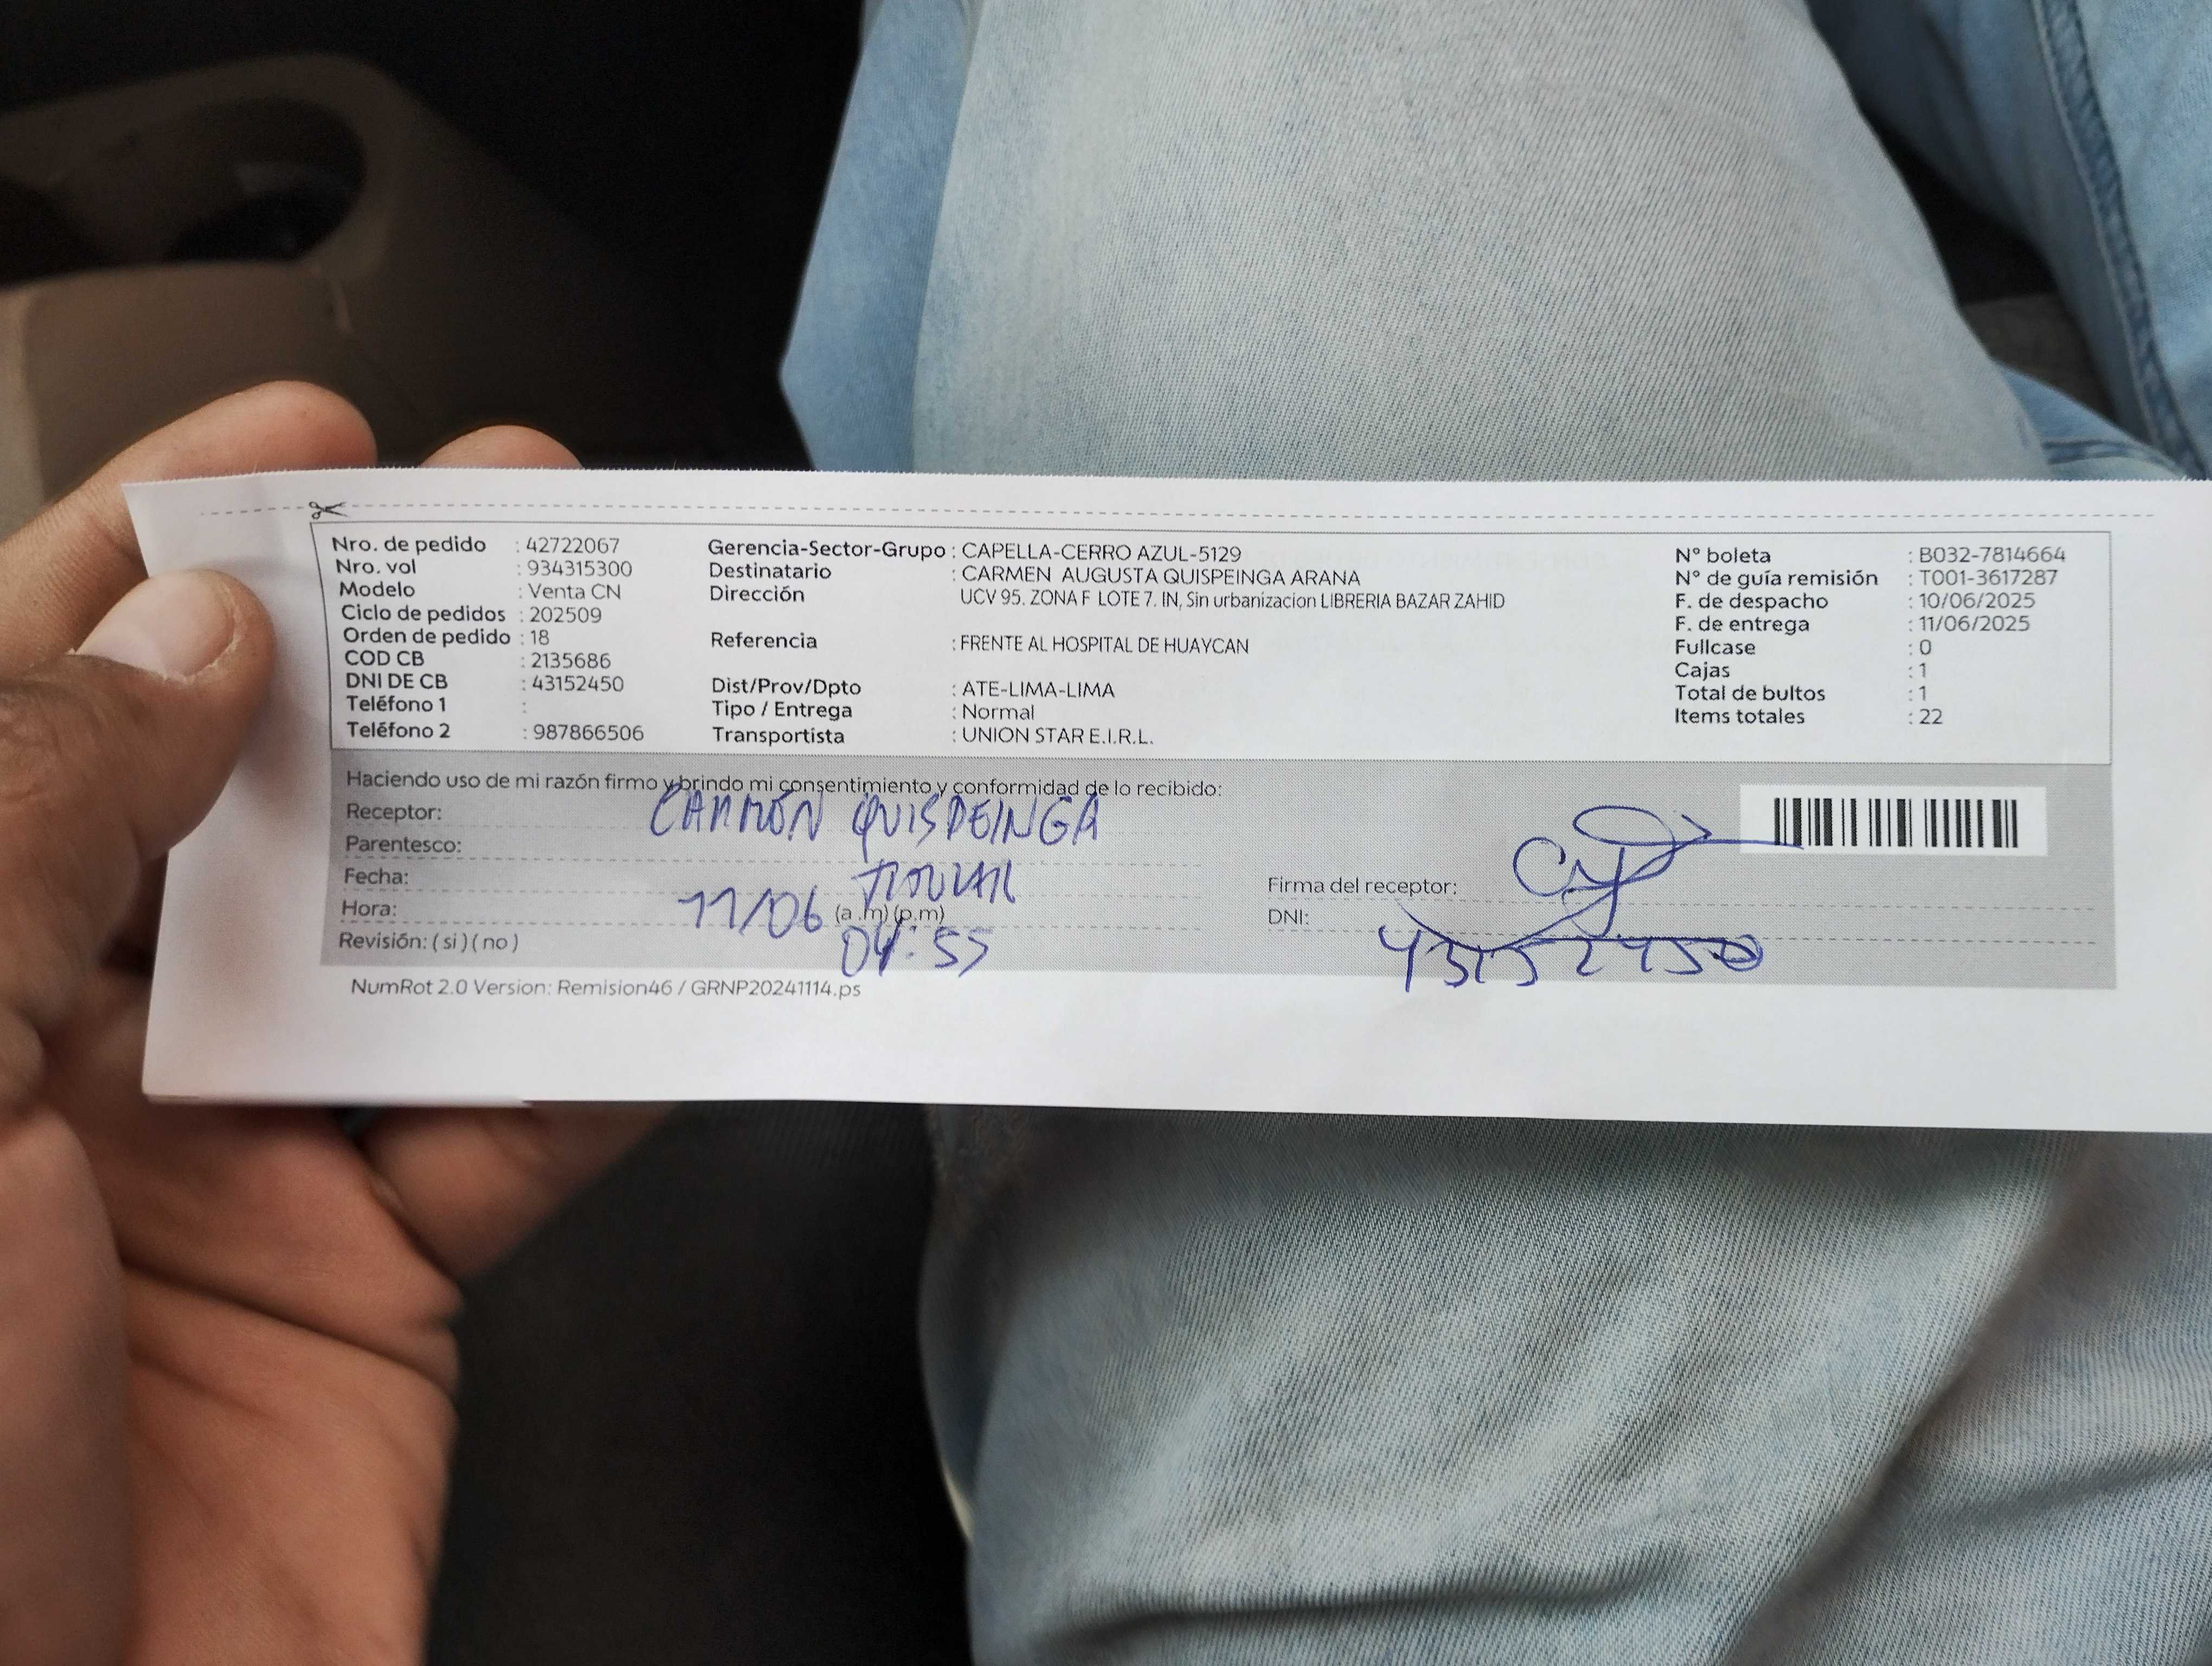 Nro. de pedido : 42722067
Nro. vol : 934315300
Modelo : Venta CN
Ciclo de pedidos : 202509
Orden de pedido : 18
COD CB : 2135686
DNI DE CB : 43152450
Teléfono 1 :
Teléfono 2 : 987866506
Gerencia-Sector-Grupo : CAPELLA-CERRO AZUL-5129
Destinatario : CARMEN AUGUSTA QUISPEINGA ARANA
Dirección UCV 95. ZONA F LOTE 7. IN, Sin urbanizacion LIBRERIA BAZAR ZAHID
Referencia : FRENTE AL HOSPITAL DE HUAYCAN
Dist/Prov/Dpto : ATE-LIMA-LIMA
Tipo / Entrega : Normal
Transportista : UNION STAR E.I.R.L.
N° boleta : B032-7814664
N° de guía remisión : T001-3617287
F. de despacho : 10/06/2025
F. de entrega : 11/06/2025
Fullcase : 0
Cajas : 1
Total de bultos : 1
Items totales : 22
Haciendo uso de mi razón firmo y brindo mi consentimiento y conformidad de lo recibido:
Receptor: CARMEN QUISPEINGA
Parentesco: TITULAR
Fecha: 11/06
Hora: (a.m)(p.m) 04:55
Revisión: ( si ) ( no )
Firma del receptor:
DNI: 43152450
NumRot 2.0 Version: Remision46 / GRNP20241114.ps